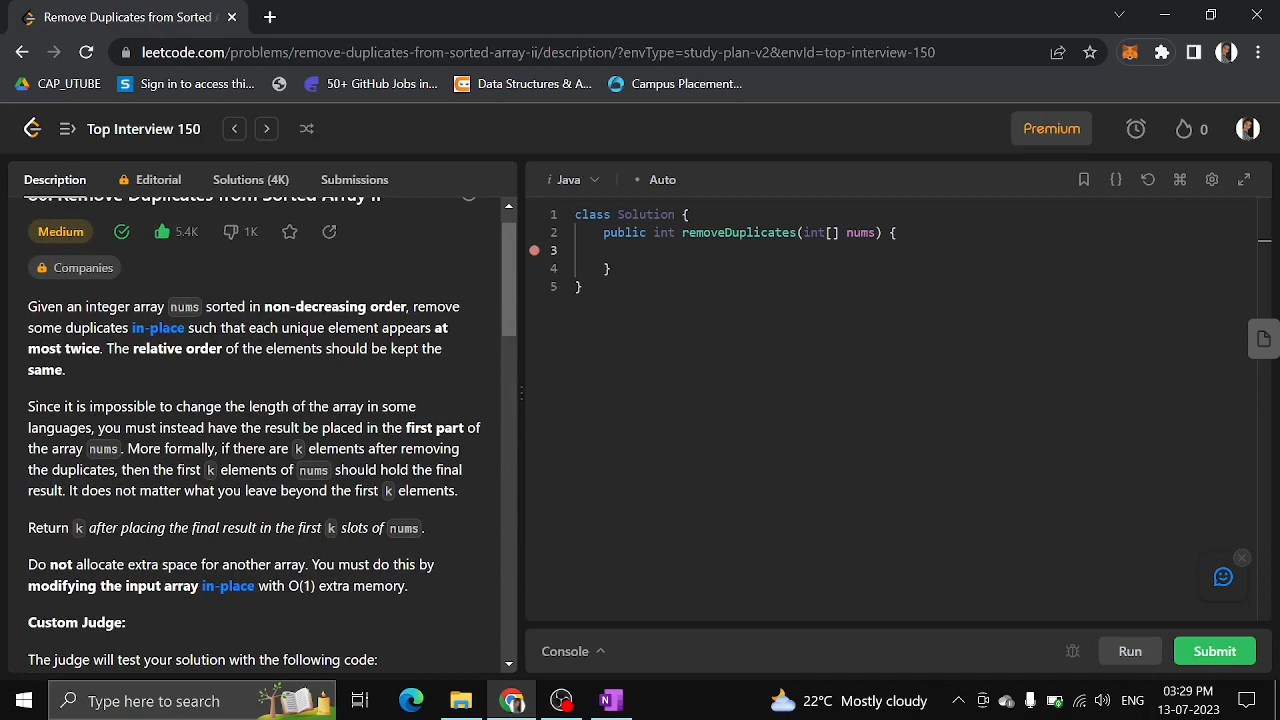 Remove Duplicates from Sorted A
leetcode.com/problems/remove-duplicates-from-sorted-array-ii/description/?envType=study-plan-v2&envId=top-interview-150
CAP_UTUBE
Sign in to access thi...
50+ GitHub Jobs in...
Data Structures & A...
Campus Placement...
Top Interview 150
Premium
0
Description
Editorial
Solutions (4K)
Submissions
80. Remove Duplicates from Sorted Array II
Medium
5.4K
1K
Companies
Given an integer array nums sorted in non-decreasing order, remove
some duplicates in-place such that each unique element appears at
most twice. The relative order of the elements should be kept the
same.
Since it is impossible to change the length of the array in some
languages, you must instead have the result be placed in the first part of
the array nums. More formally, if there are k elements after removing
the duplicates, then the first k elements of nums should hold the final
result. It does not matter what you leave beyond the first k elements.
Return k after placing the final result in the first k slots of nums.
Do not allocate extra space for another array. You must do this by
modifying the input array in-place with O(1) extra memory.
Custom Judge:
The judge will test your solution with the following code:
i Java
• Auto
{}
1 class Solution {
2 public int removeDuplicates(int[] nums) {
3
4 }
5 }
Console
Run
Submit
Type here to search
22°C Mostly cloudy
ENG
03:29 PM
13-07-2023